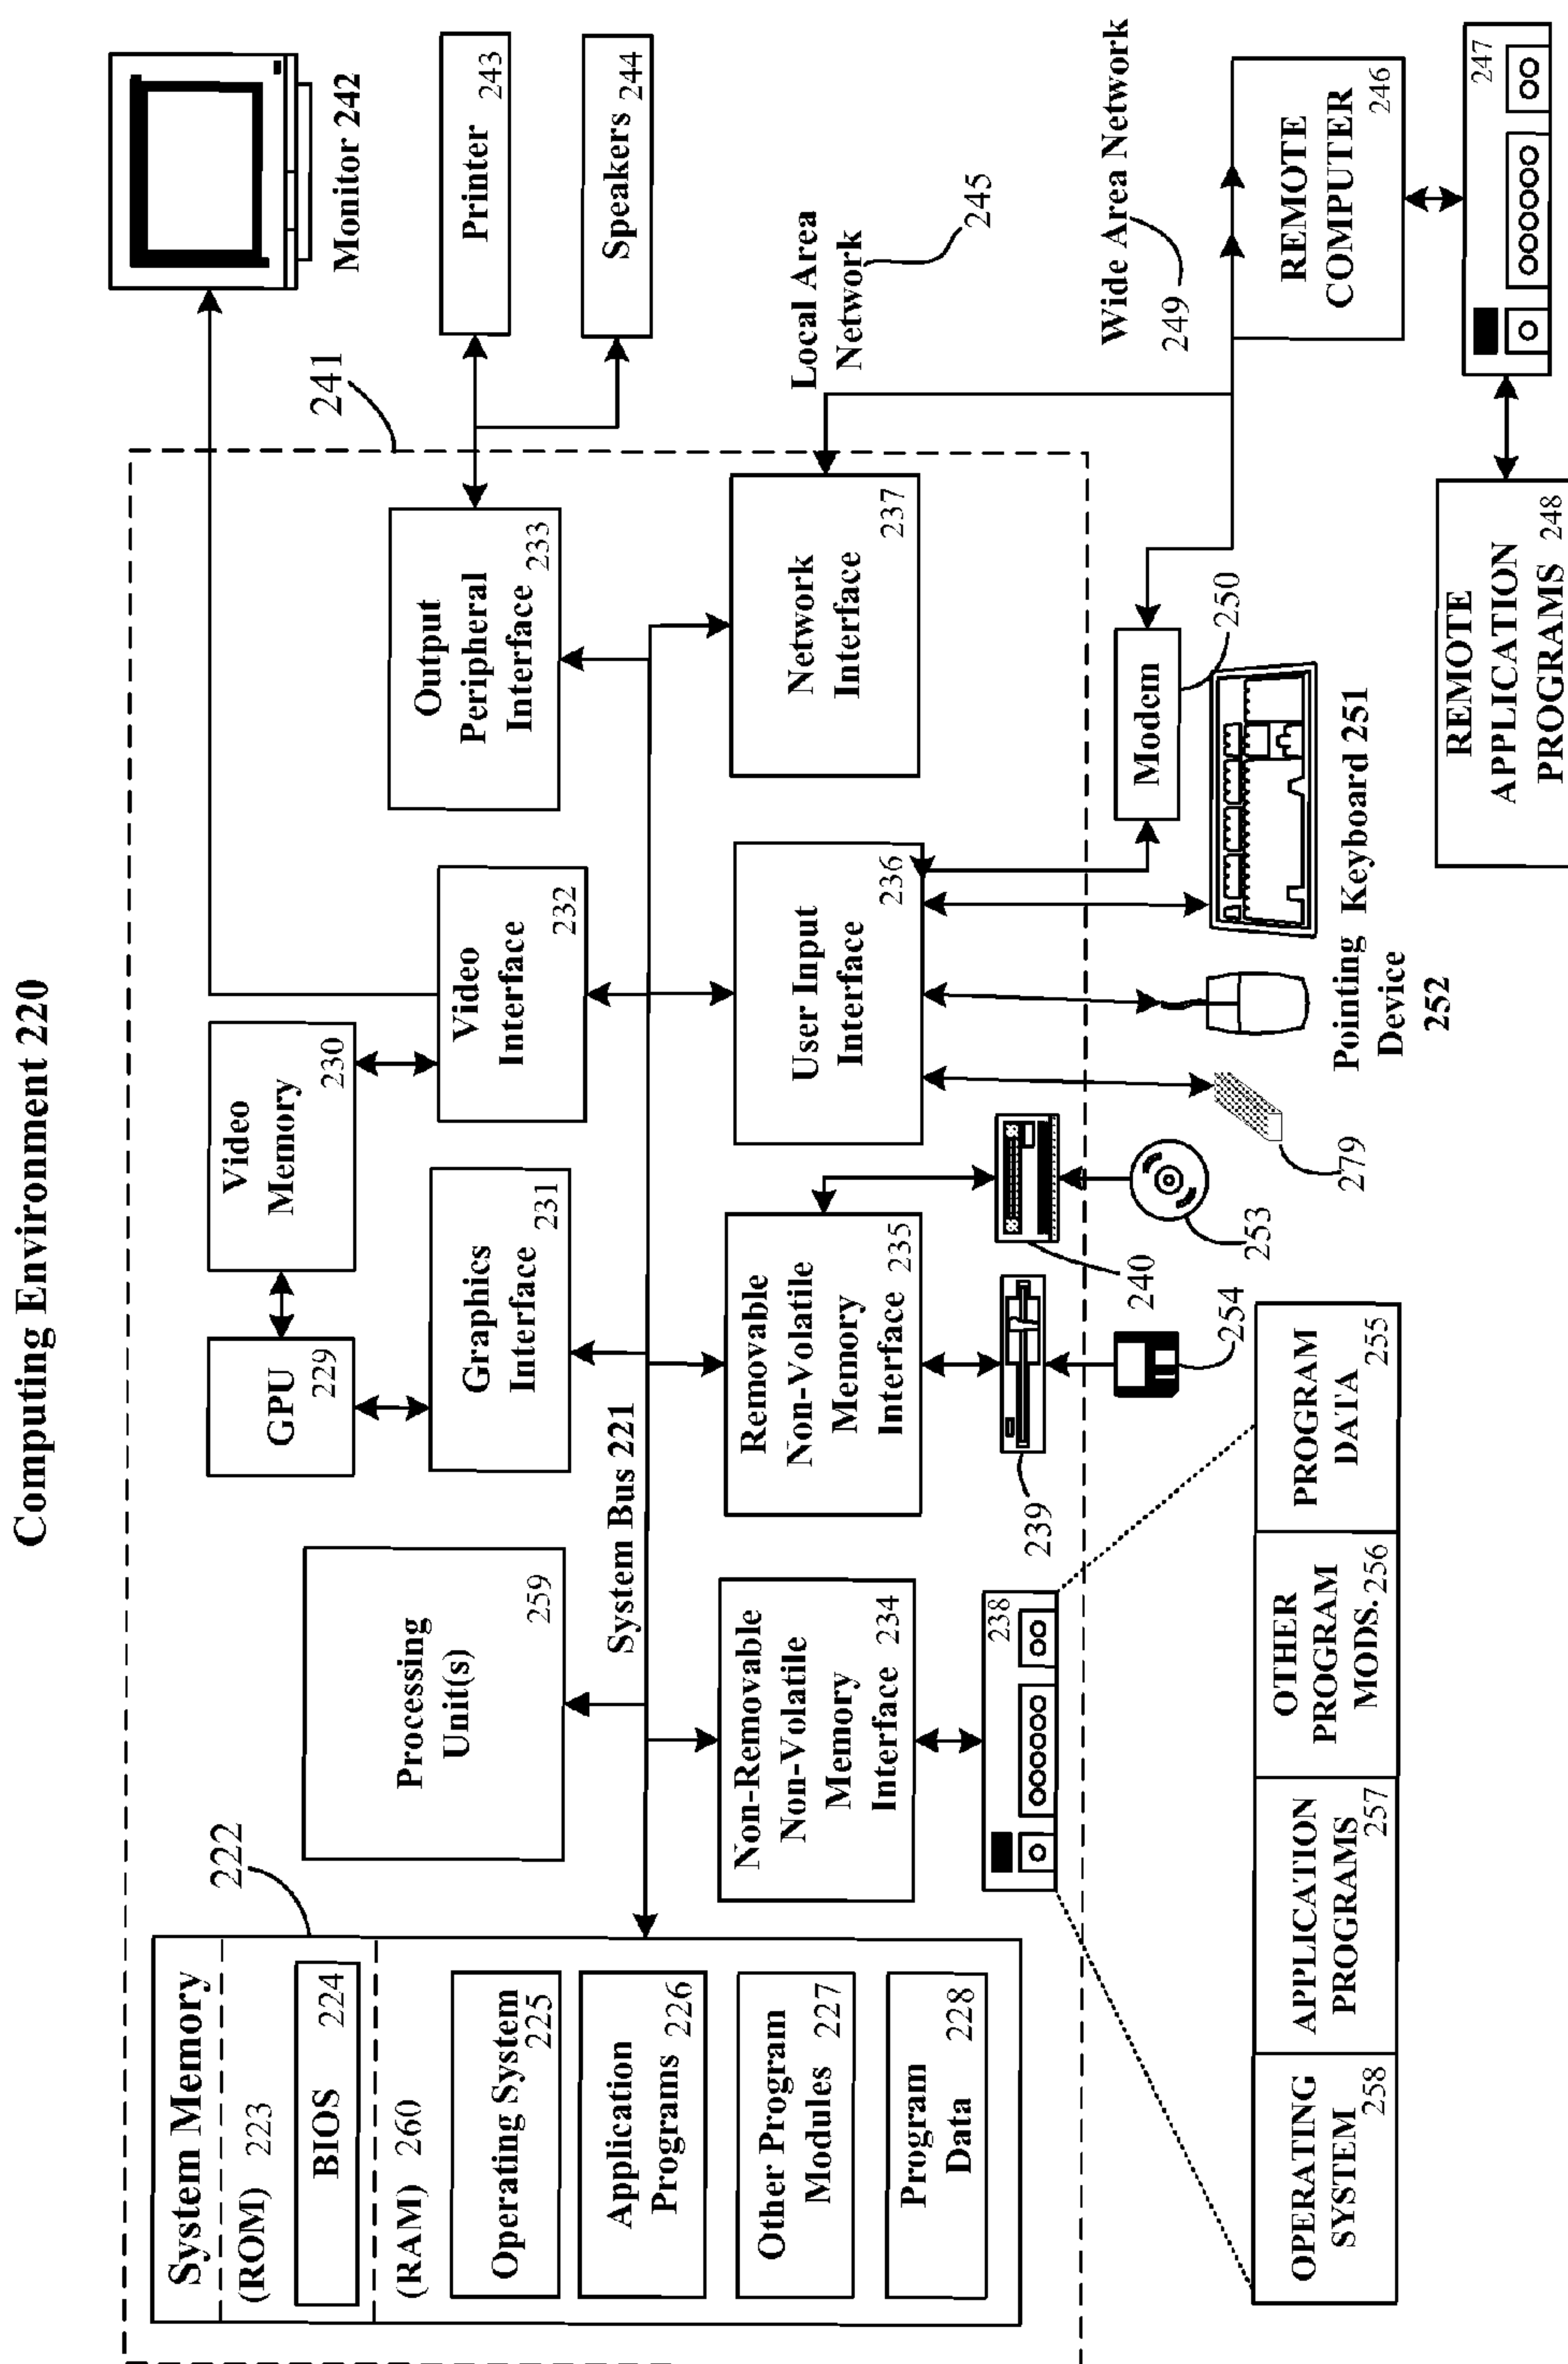 Computing Environment 220
System Memory
222
(ROM) 223
BIOS
224
(RAM) 260
Operating System
225
Application
Programs 226
Other Program
Modules 227
Program
Data
228
Processing
Unit(s)
259
GPU
229
Video
Memory
230
Graphics
Interface
231
Video
Interface
232
Output
Peripheral
Interface 233
System Bus 221
Non-Removable
Non-Volatile
Memory
Interface 234
Removable
Non-Volatile
Memory
Interface 235
User Input
Interface
236
Network
Interface
237
238
239
240
241
Monitor 242
Printer
243
Speakers 244
Local Area
Network
245
Wide Area Network
249
REMOTE
COMPUTER
246
247
Modem
250
Keyboard 251
Pointing
Device
252
279
253
254
OPERATING
SYSTEM
258
APPLICATION
PROGRAMS
257
OTHER
PROGRAM
MODS. 256
PROGRAM
DATA
255
REMOTE
APPLICATION
PROGRAMS 248